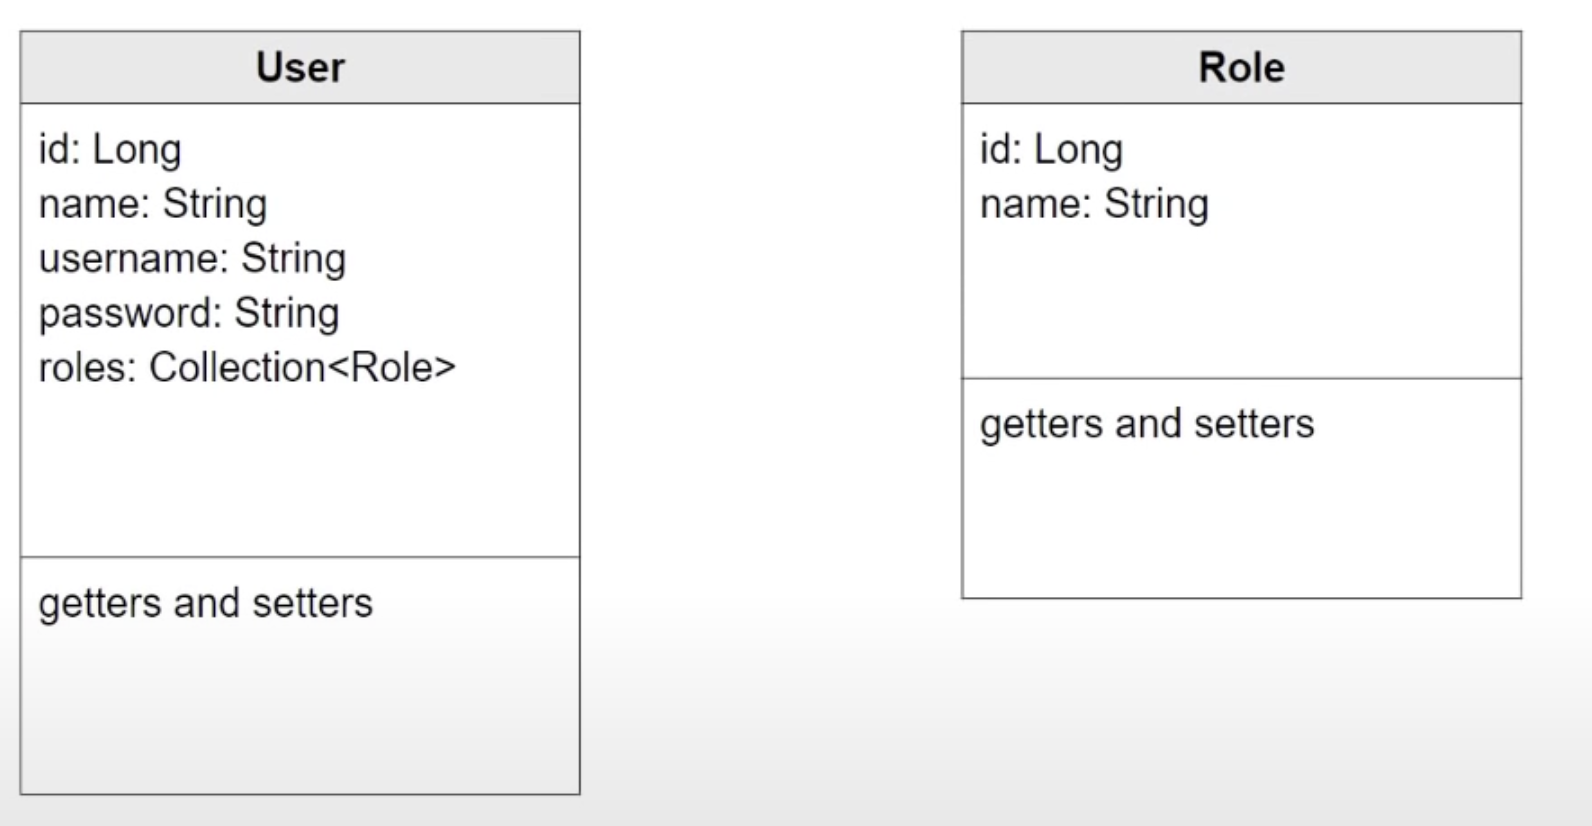 User
id: Long
name: String
username: String
password: String
roles: Collection<Role>
getters and setters
Role
id: Long
name: String
getters and setters